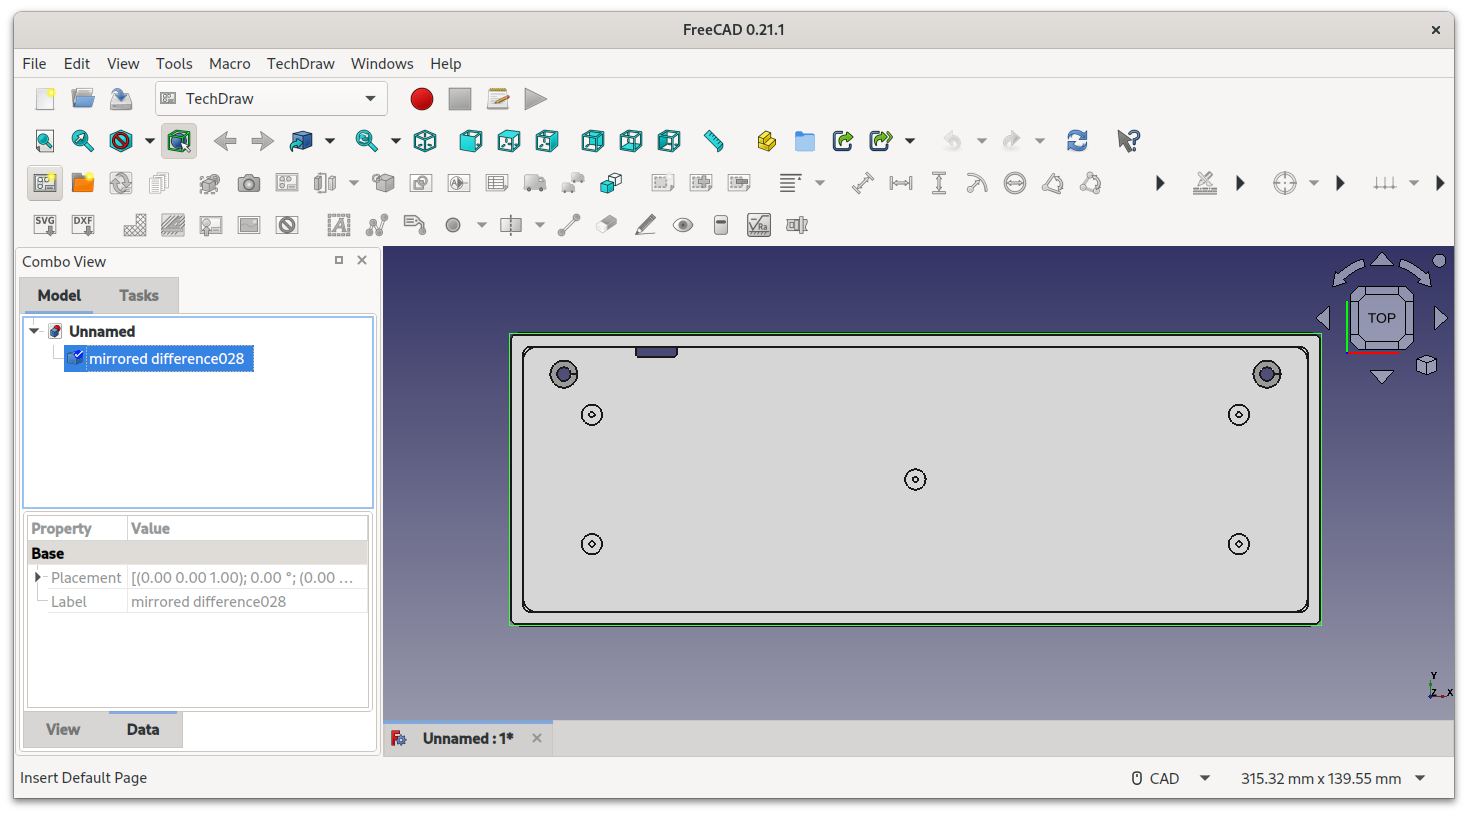 FreeCAD 0.21.1
File Edit View Tools Macro TechDraw Windows Help
TechDraw
SVG DXF
Ra
Combo View
Model Tasks
Unnamed
mirrored difference028
Property Value
Base
Placement [(0.00 0.00 1.00); 0.00 °; (0.00 ...
Label mirrored difference028
View Data
TOP
Y
Z X
Unnamed : 1*
Insert Default Page
CAD 315.32 mm x 139.55 mm